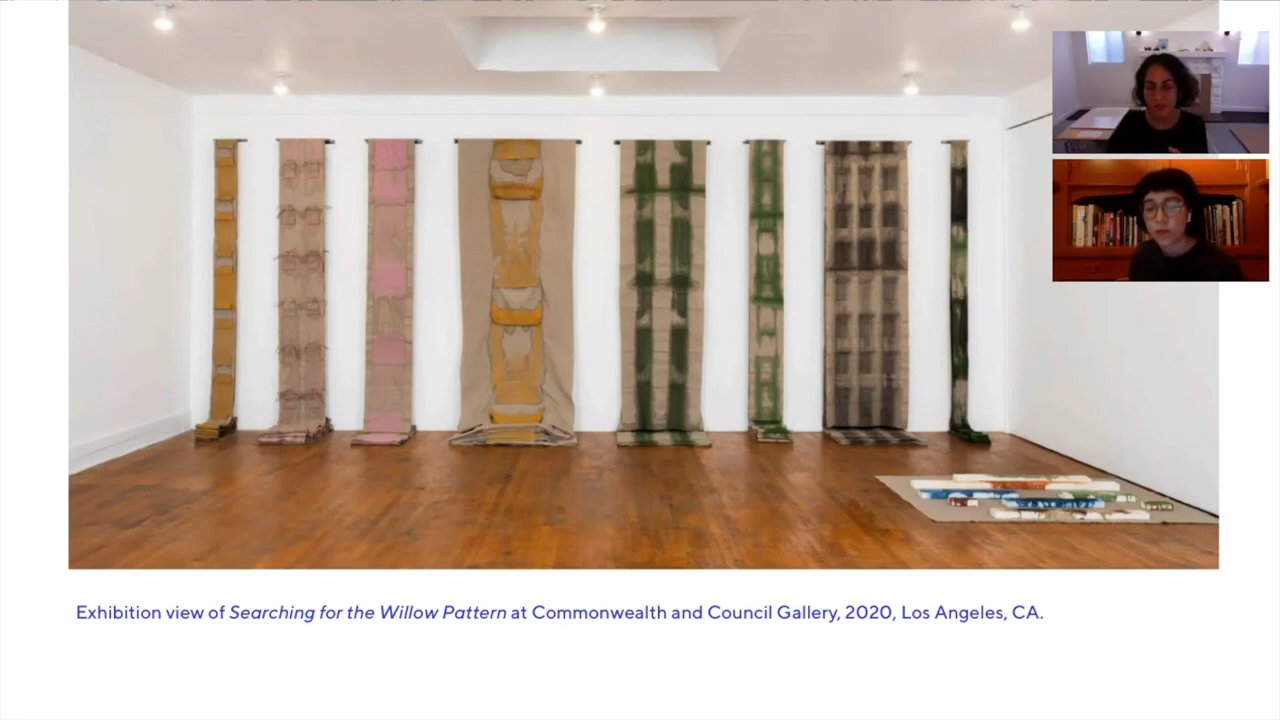 Exhibition view of Searching for the Willow Pattern at Commonwealth and Council Gallery, 2020, Los Angeles, CA.